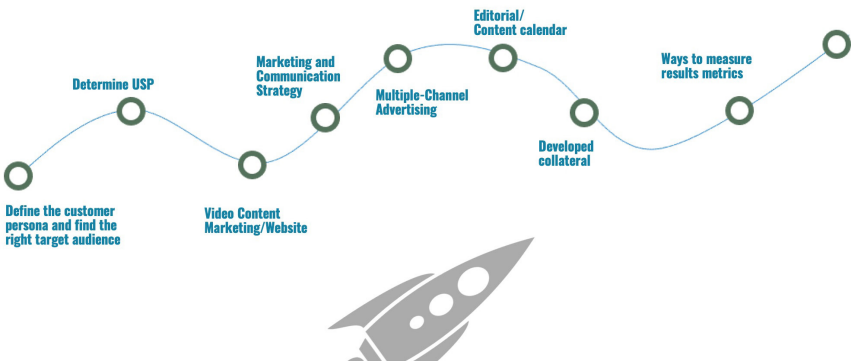 Define the customer
persona and find the
right target audience
Determine USP
Video Content
Marketing/Website
Marketing and
Communication
Strategy
Multiple-Channel
Advertising
Editorial/
Content calendar
Developed
collateral
Ways to measure
results metrics